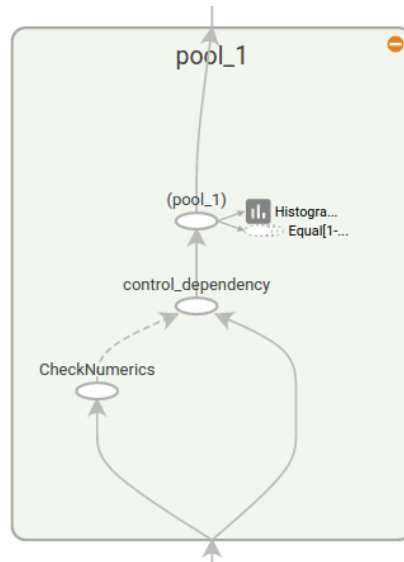 pool_1
(pool_1)
Histogra...
Equal[1-...
control_dependency
CheckNumerics